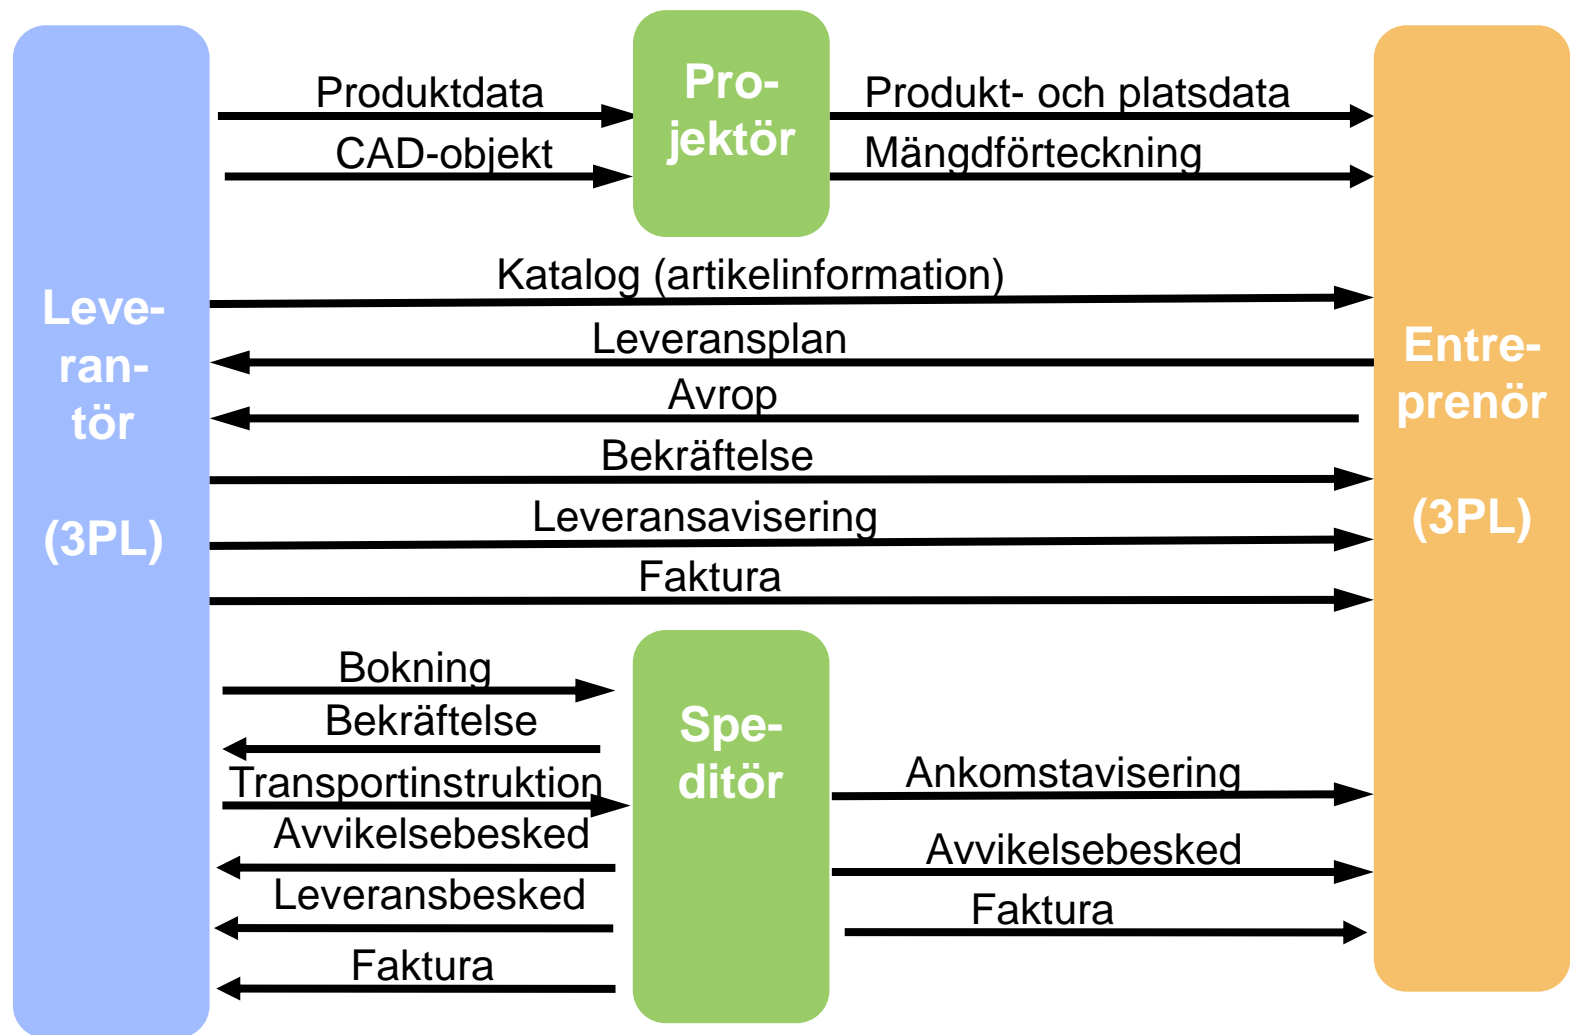 Pro-
jektör
Produktdata
Produkt- och platsdata
CAD-objekt
Mängdförteckning
Leve-
ran-
tör
(3PL)
Katalog (artikelinformation)
Leveransplan
Avrop
Bekräftelse
Leveransavisering
Faktura
Entre-
prenör
(3PL)
Bokning
Bekräftelse
Transportinstruktion
Avvikelsebesked
Leveransbesked
Faktura
Spe-
ditör
Ankomstavisering
Avvikelsebesked
Faktura